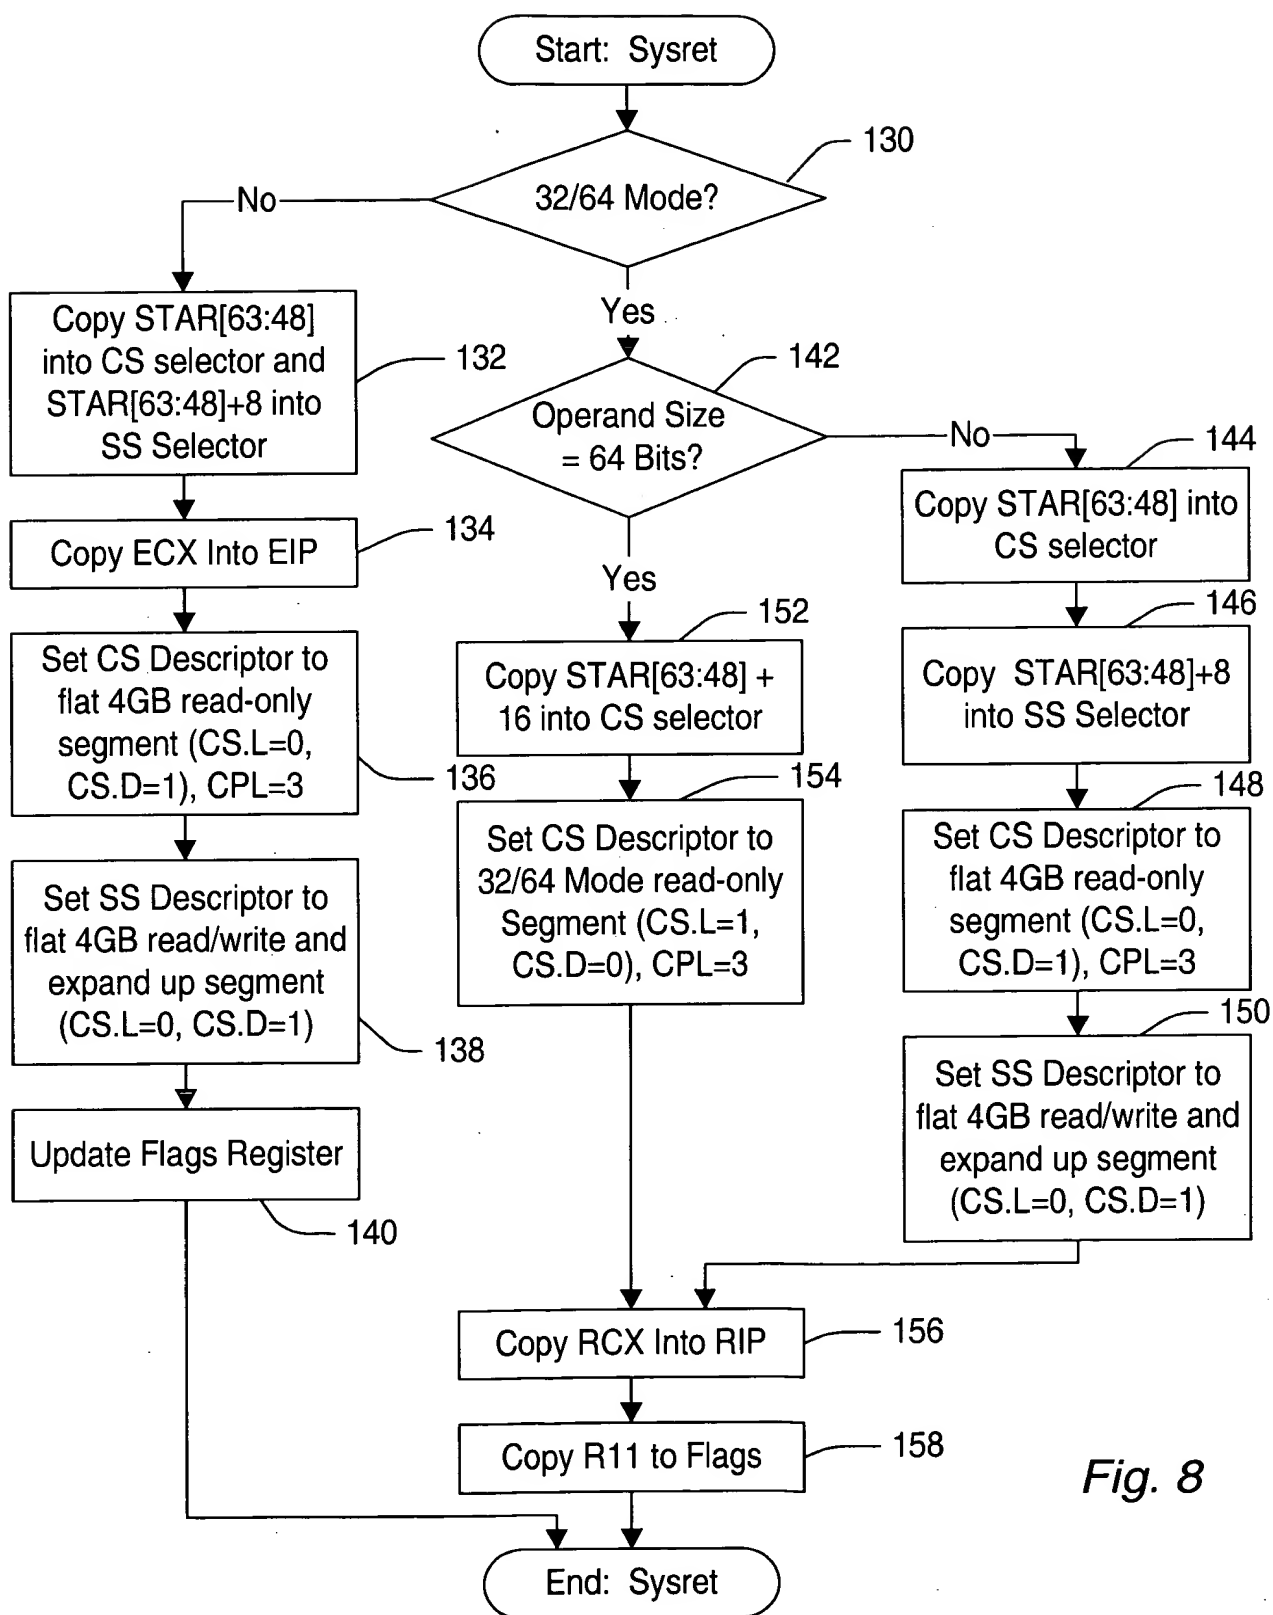 Start: Sysret
130
32/64 Mode?
No
Yes
Copy STAR[63:48]
into CS selector and
STAR[63:48]+8 into
SS Selector
132
142
Operand Size
= 64 Bits?
No
144
Copy STAR[63:48] into
CS selector
Copy ECX Into EIP
134
Yes
146
Copy STAR[63:48]+8
into SS Selector
152
Copy STAR[63:48] +
16 into CS selector
Set CS Descriptor to
flat 4GB read-only
segment (CS.L=0,
CS.D=1), CPL=3
136
154
Set CS Descriptor to
32/64 Mode read-only
Segment (CS.L=1,
CS.D=0), CPL=3
148
Set CS Descriptor to
flat 4GB read-only
segment (CS.L=0,
CS.D=1), CPL=3
Set SS Descriptor to
flat 4GB read/write and
expand up segment
(CS.L=0, CS.D=1)
138
150
Set SS Descriptor to
flat 4GB read/write and
expand up segment
(CS.L=0, CS.D=1)
Update Flags Register
140
Copy RCX Into RIP
156
Copy R11 to Flags
158
Fig. 8
End: Sysret